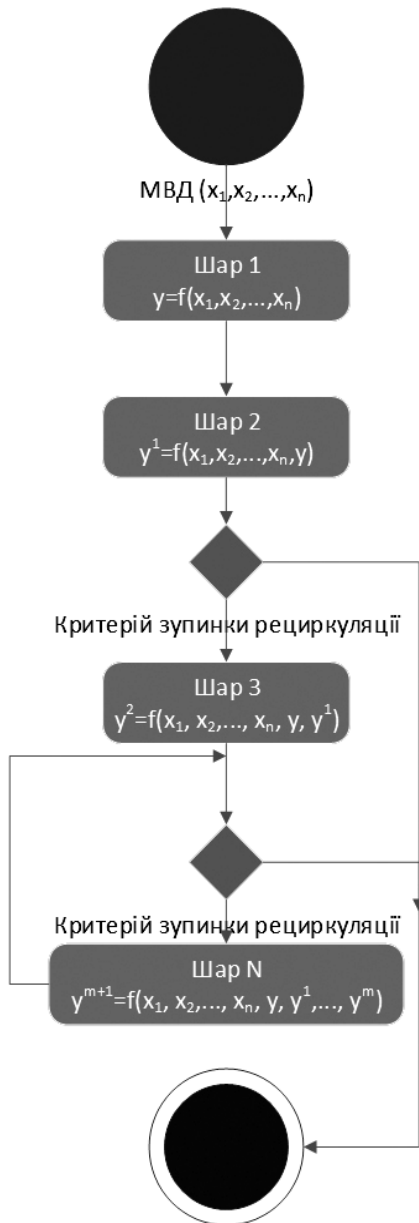 МВД (x₁,x₂,...,xₙ)
Шар 1
y=f(x₁,x₂,...,xₙ)
Шар 2
y¹=f(x₁,x₂,...,xₙ,y)
Критерій зупинки рециркуляції
Шар 3
y²=f(x₁, x₂,..., xₙ, y, y¹)
Критерій зупинки рециркуляції
Шар N
yᵐ⁺¹=f(x₁, x₂,..., xₙ, y, y¹,..., yᵐ)